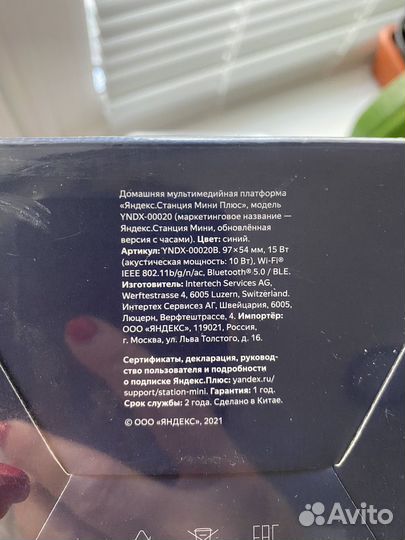 Домашняя мультимедийная платформа
«Яндекс.Станция Мини Плюс», модель
YNDX-00020 (маркетинговое название —
Яндекс.Станция Мини, обновлённая
версия с часами). Цвет: синий.
Артикул: YNDX-00020B. 97×54 мм, 15 Вт
(акустическая мощность: 10 Вт), Wi-Fi®
IEEE 802.11b/g/n/ac, Bluetooth® 5.0 / BLE.
Изготовитель: Intertech Services AG,
Werftestrasse 4, 6005 Luzern, Switzerland.
Интертех Сервисез АГ, Швейцария, 6005,
Люцерн, Верфтештрассе, 4. Импортёр:
ООО «ЯНДЕКС», 119021, Россия,
г. Москва, ул. Льва Толстого, д. 16.
Сертификаты, декларация, руковод-
ство пользователя и подробности
о подписке Яндекс.Плюс: yandex.ru/
support/station-mini. Гарантия: 1 год.
Срок службы: 2 года. Сделано в Китае.
© ООО «ЯНДЕКС», 2021
EAC
Avito